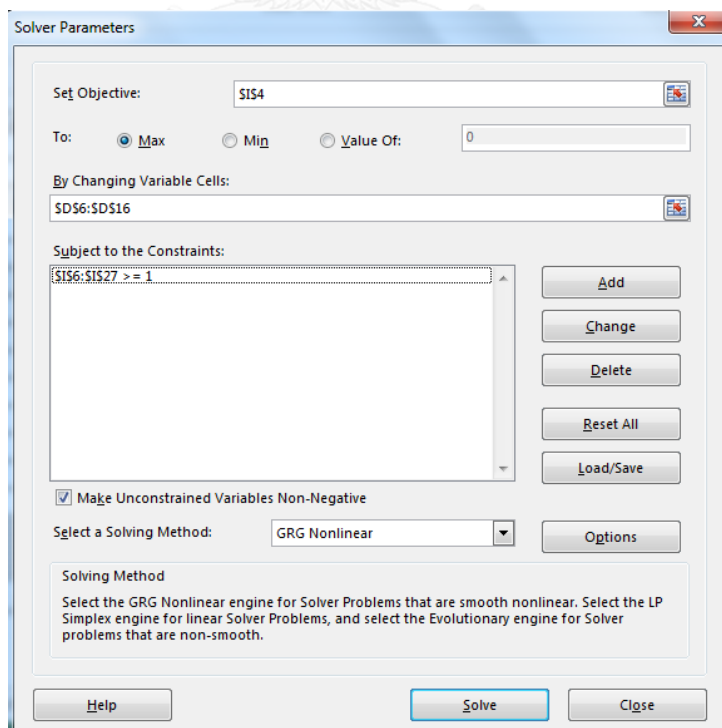 Solver Parameters
Set Objective: $I$4
To: Max Min Value Of: 0
By Changing Variable Cells:
$D$6:$D$16
Subject to the Constraints:
$I$6:$I$27 >= 1
Add
Change
Delete
Reset All
Load/Save
Make Unconstrained Variables Non-Negative
Select a Solving Method: GRG Nonlinear Options
Solving Method
Select the GRG Nonlinear engine for Solver Problems that are smooth nonlinear. Select the LP
Simplex engine for linear Solver Problems, and select the Evolutionary engine for Solver
problems that are non-smooth.
Help Solve Close